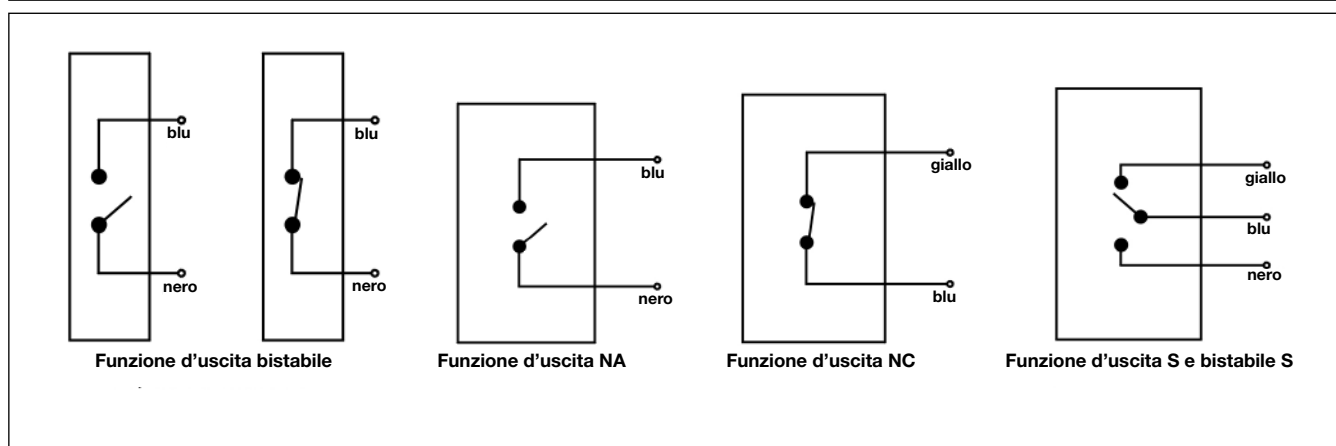 blu
nero
blu
nero
Funzione d'uscita bistabile
blu
nero
Funzione d'uscita NA
giallo
blu
Funzione d'uscita NC
giallo
blu
nero
Funzione d'uscita S e bistabile S